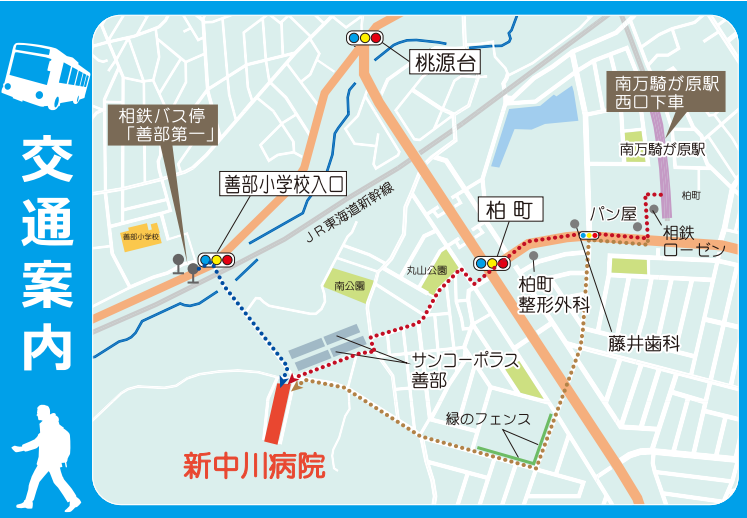 交通案内
桃源台
相鉄バス停
「善部第一」
南万騎が原駅
西口下車
南万騎が原駅
善部小学校入口
柏町
柏町
パン屋
相鉄
ローゼン
JR東海道新幹線
善部小学校
丸山公園
南公園
柏町
整形外科
藤井歯科
サンコーポラス
善部
緑のフェンス
新中川病院